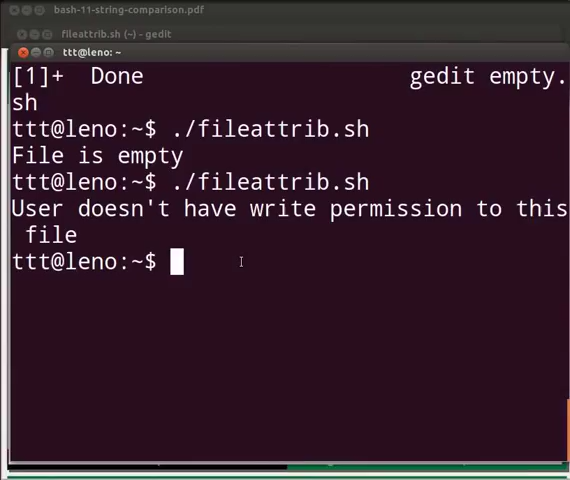 bash-11-string-comparison.pdf
fileattrib.sh (~) - gedit
ttt@leno: ~
[1]+  Done                    gedit empty.
sh
ttt@leno:~$ ./fileattrib.sh
File is empty
ttt@leno:~$ ./fileattrib.sh
User doesn't have write permission to this
 file
ttt@leno:~$